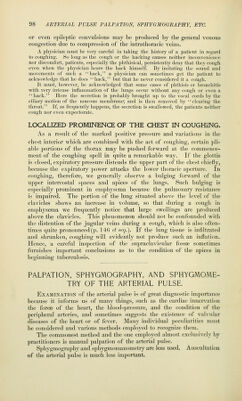 98 ARTERIAL PULSE PALPATION, SPHYGMOGRAPHY, ETC.
or even epileptic convulsions may be produced by the general venous
congestion due to compression of the intrathoracic veins.
A physician must be very careful in taking the history of a patient in regard
to coughing. So long as the cough or the hacking causes neither inconvenience
nor discomfort, patients, especially the phthisical, persistently deny that they cough
even when the physician hears the hack himself. By imitating the sound and
movements of such a "hack," a physician can sometimes get the patient to
acknowledge that he does "hack," but that he never considered it a cough.
It must, however, be acknowledged that some cases of phthisis or bronchitis
with very intense inflammation of the lungs occur without any cough or even a
"hack." Here the secretion is probably brought up to the vocal cords by the
ciliary motion of the mucous membrane, and is then removed by "clearing the
throat." If, as frequently happens, the secretion is swallowed, the patients neither
cough nor even expectorate.
LOCALIZED PROMINENCE OF THE CHEST IN COUGHING.
As a result of the marked positive pressure and variations in the
chest interior which are combined with the act of coughing, certain pli-
able portions of the thorax may be pushed forward at the commence-
ment of the coughing spell in quite a remarkable way. If the glottis
is closed, expiratory pressure distends the upper part of the chest chiefly,
because the expiratory power attacks the lower thoracic aperture. In
coughing, therefore, we generally observe a bulging forward of the
upper intercostal spaces and apices of the lungs. Such bulging is
especially prominent in emphysema because the pulmonary resistance
is impaired. The portion of the lung situated above the level of the
clavicles shows an increase in volume, so that during a cough in
emphysema we frequently notice that large swellings are produced
above the clavicles. This phenomenon should not be confounded with
the distention of the jugular veins during a cough, which is also often-
times quite pronounced (p. 146 et seq.). If the lung tissue is infiltrated
and shrunken, coughing will evidently not produce such an inflation.
Hence, a careful inspection of the supraclavicular fossæ sometimes
furnishes important conclusions as to the condition of the apices in
beginning tuberculosis.
PALPATION, SPHYGMOGRAPHY, AND SPHYGMOME-
TRY OF THE ARTERIAL PULSE.
Examination of the arterial pulse is of great diagnostic importance
because it informs us of many things, such as the cardiac innervation
the force of the heart, the blood-pressure, and the condition of the
peripheral arteries, and sometimes suggests the existence of valvular
diseases of the heart or of fever. Many individual peculiarities must
be considered and various methods employed to recognize them.
The commonest method and the one employed almost exclusively by
practitioners is manual palpation of the arterial pulse.
Sphygmography and sphygmomanometry are less used. Auscultation
of the arterial pulse is much less important.